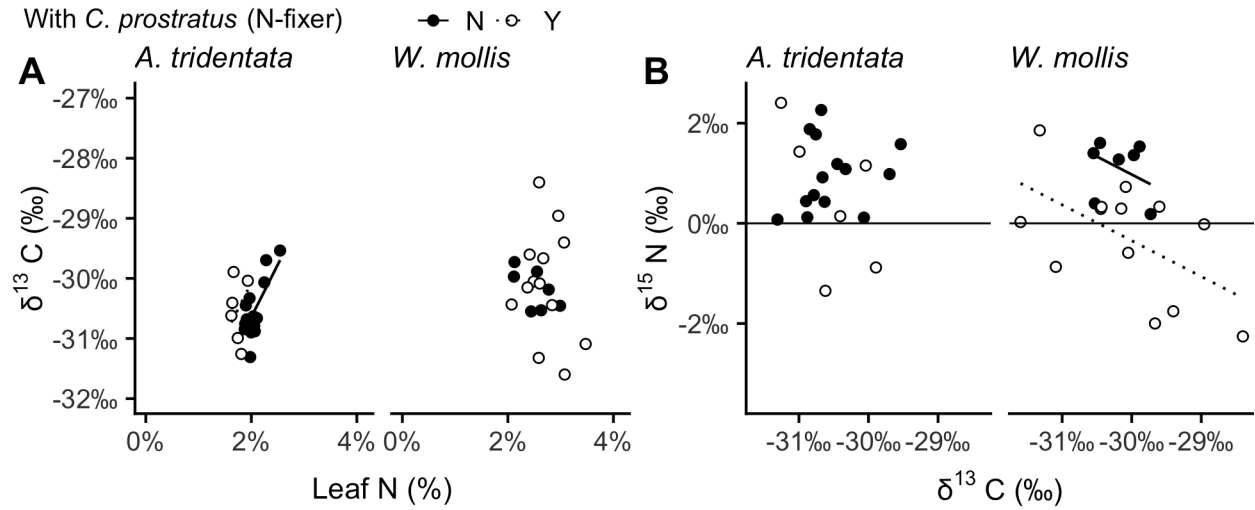 With C. prostratus (N-fixer) N Y
A A. tridentata W. mollis B A. tridentata W. mollis
-27‰
-28‰
-29‰
-30‰
-31‰
-32‰
δ¹³ C (‰)
0% 2% 4% 0% 2% 4%
Leaf N (%)
2‰
0‰
-2‰
δ¹⁵ N (‰)
-31‰ -30‰ -29‰ -31‰ -30‰ -29‰
δ¹³ C (‰)